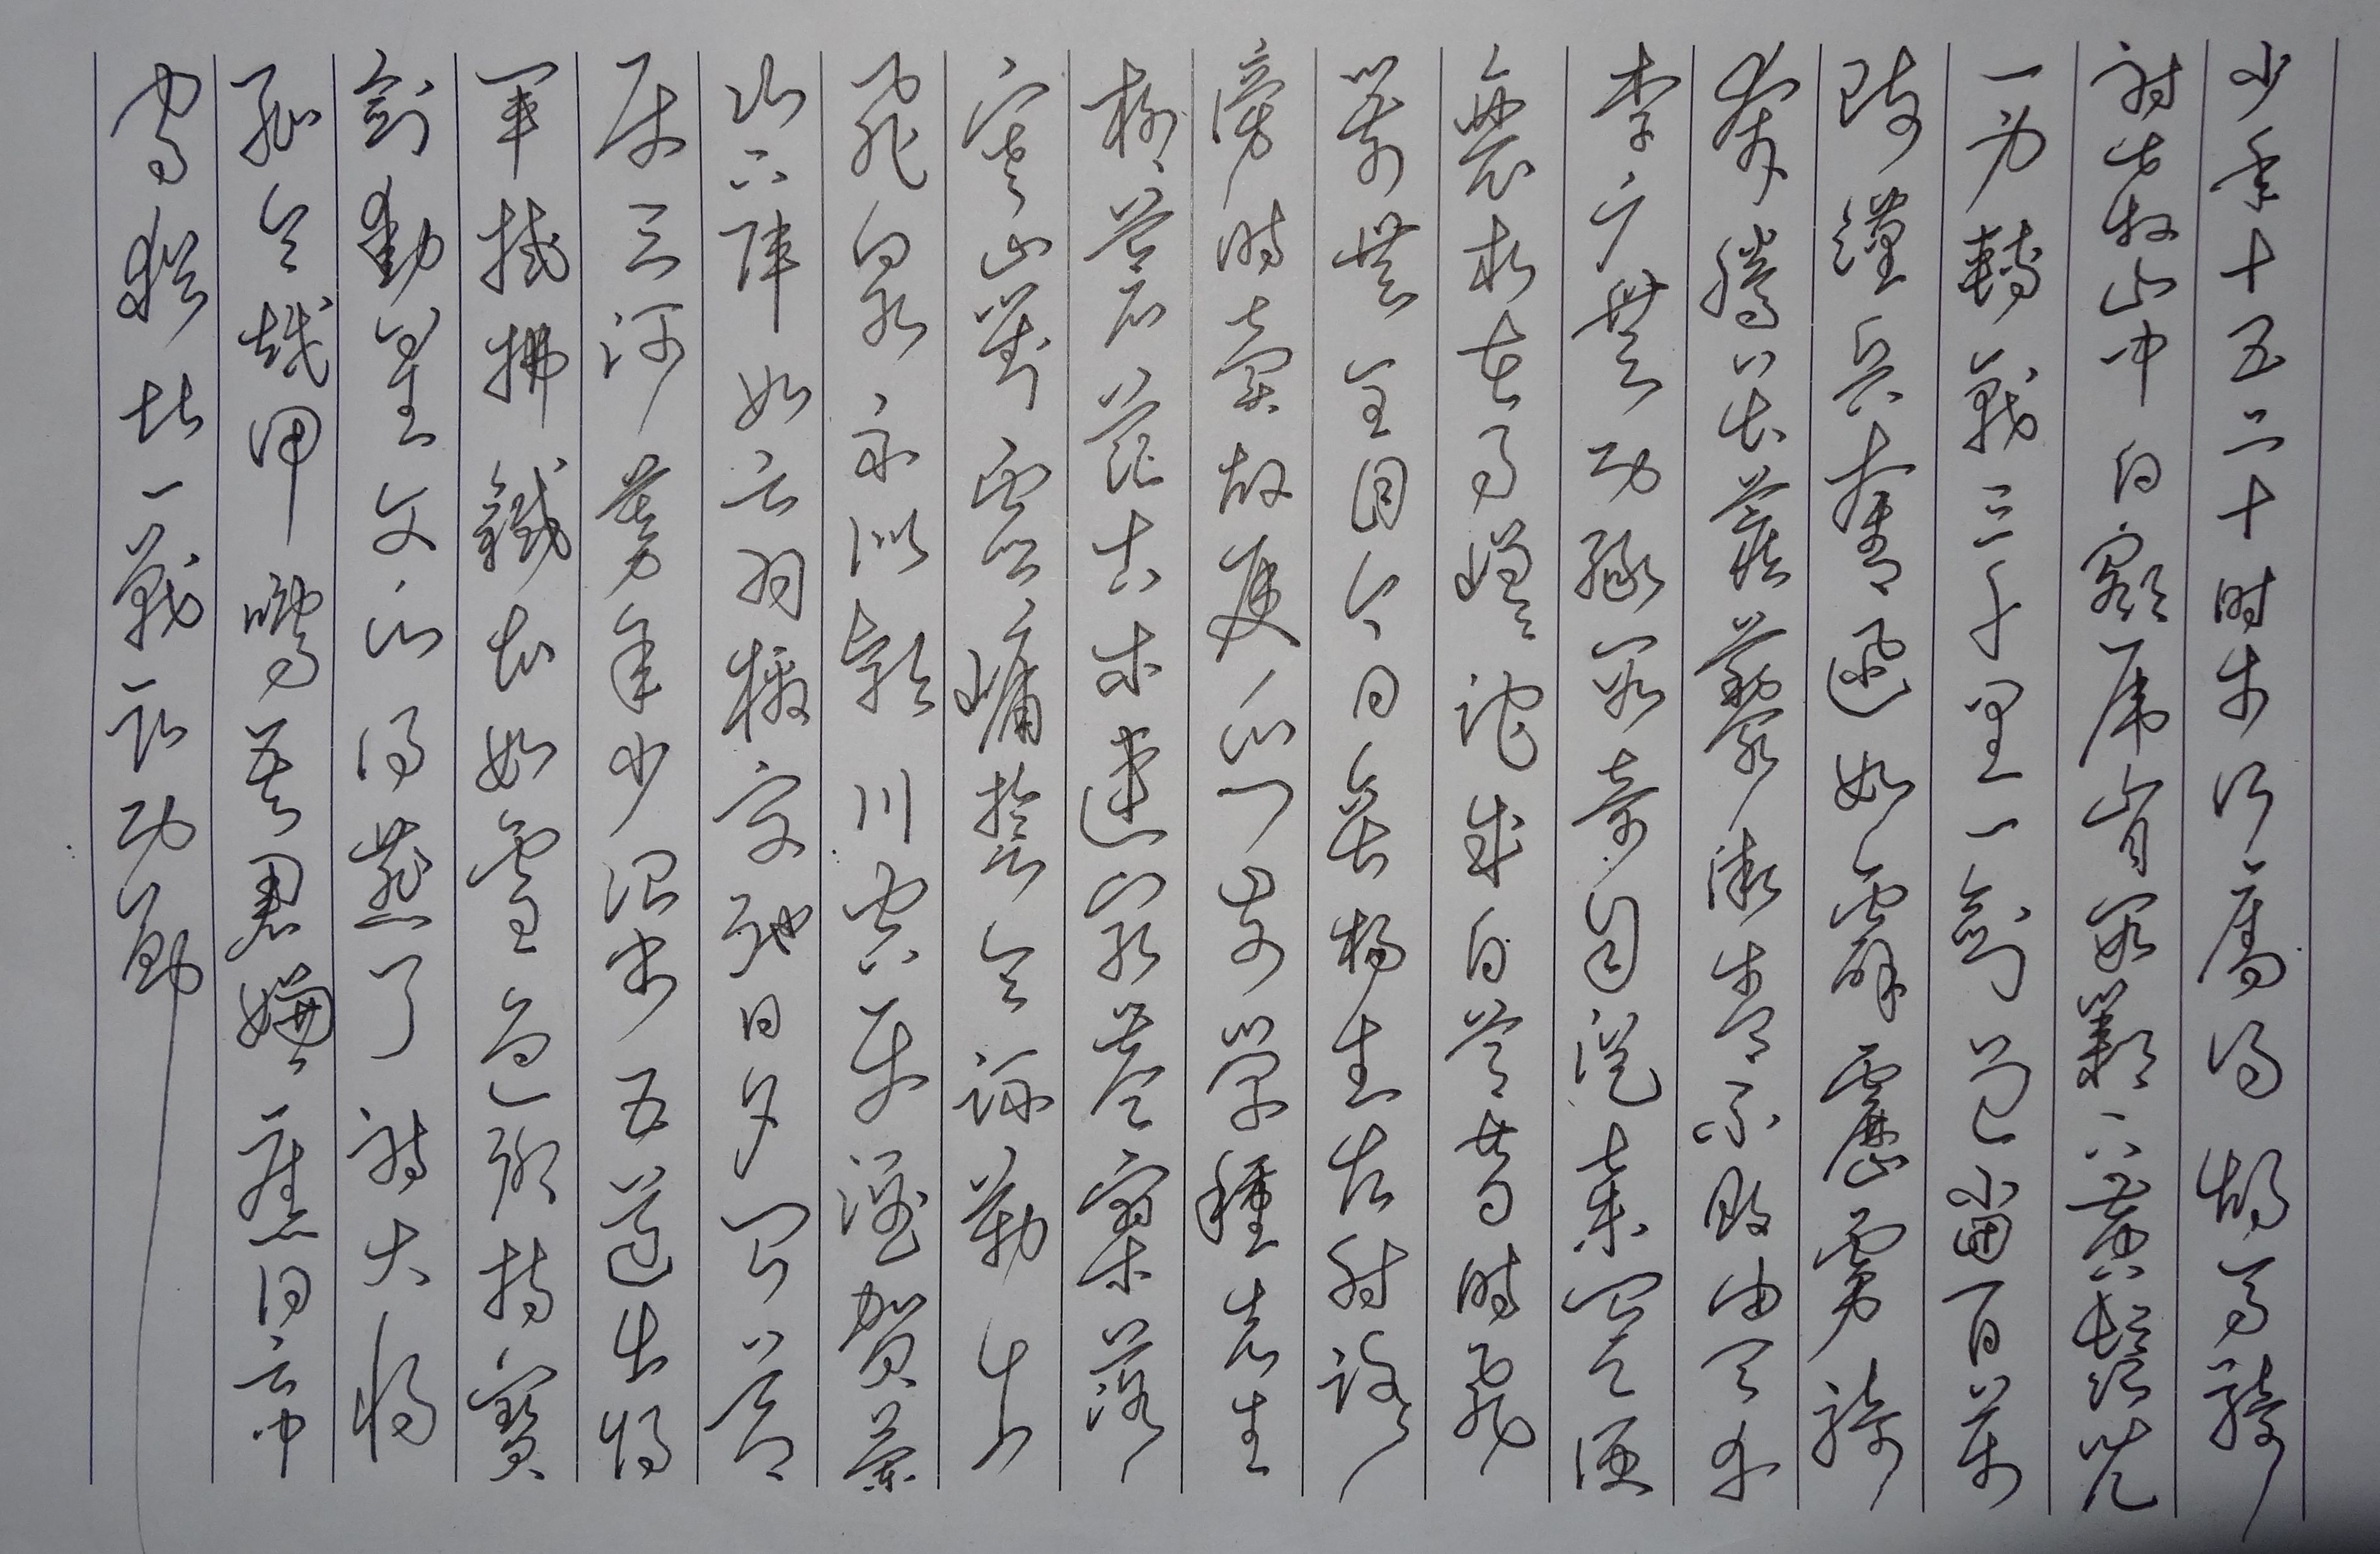 少年十五二十時步行奪得胡馬騎
射殺山中白額虎肯數鄴下黃鬚兒
一身轉戰三千里一劍曾當百萬
師漢兵奮迅如霹靂虜騎
奔騰畏蒺藜衛青不敗由天幸
李廣無功緣數奇自從棄置便
衰朽世事蹉跎成白首昔時飛
箭無全目今日垂楊生左肘路
旁時賣故侯瓜門前學種先生
柳蒼茫古木連窮巷寥落
寒山對虛牖誓令疏勒出
飛泉不似潁川空使酒賀蘭
山下陣如云羽檄交馳日夕聞節
使三河募年少詔書五道出將
軍試拂鐵衣如雪色聊持寶
劍動星文願得燕弓射大將
恥令越甲鳴吾君莫嫌舊日云中
守猶堪一戰取功勳